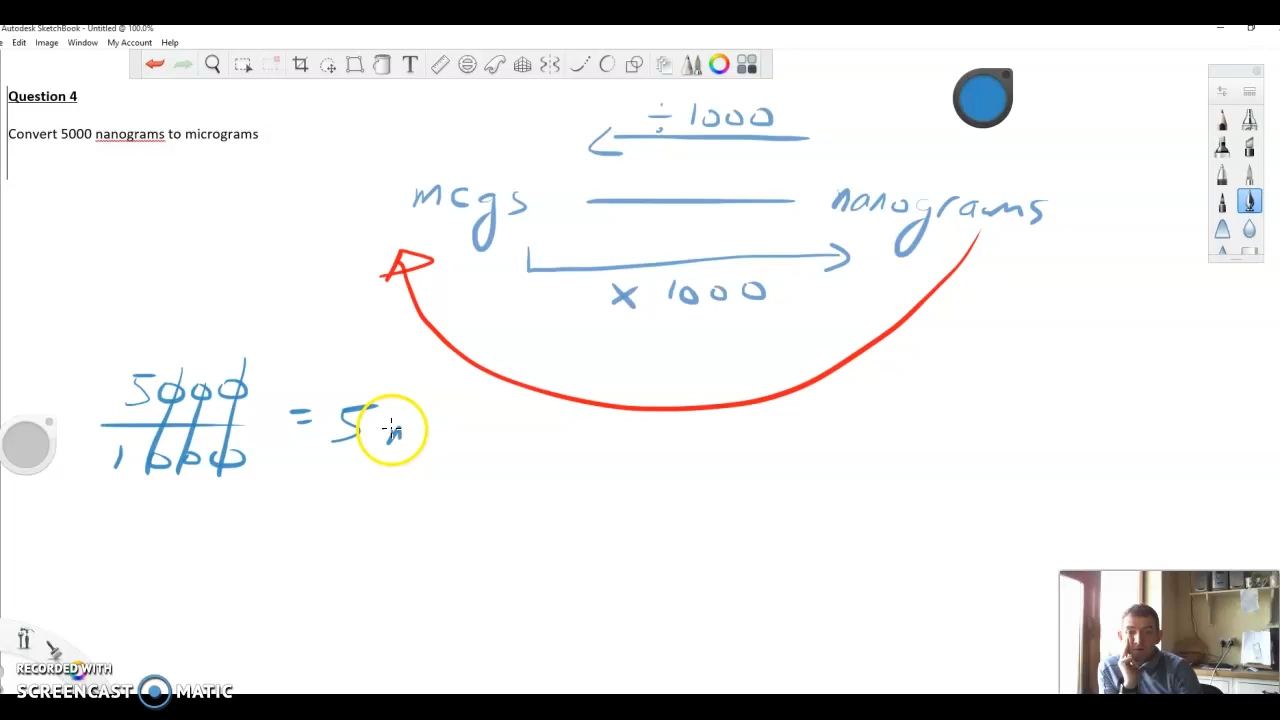 Autodesk SketchBook - Untitled @ 100.0%
Edit Image Window My Account Help
Question 4
Convert 5000 nanograms to micrograms
÷ 1000
mcgs nanograms
x 1000
5000
1000
= 5
RECORDED WITH
SCREENCAST MATIC